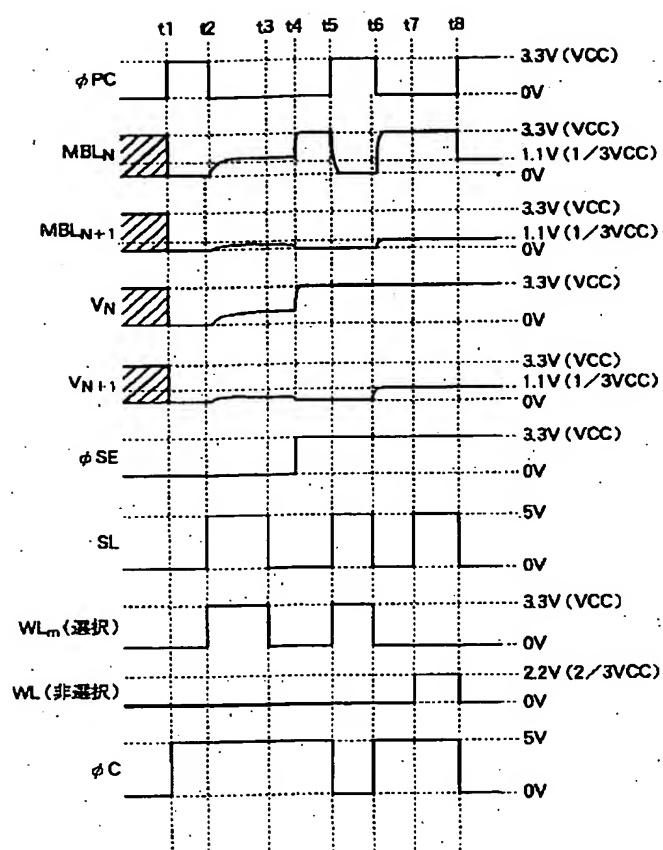 t1 t2 t3 t4 t5 t6 t7 t8
φPC
3.3V (VCC)
0V
MBLN
3.3V (VCC)
1.1V (1/3VCC)
0V
MBLN+1
3.3V (VCC)
1.1V (1/3VCC)
0V
VN
3.3V (VCC)
0V
VN+1
3.3V (VCC)
1.1V (1/3VCC)
0V
φSE
3.3V (VCC)
0V
SL
5V
0V
WLm (選択)
3.3V (VCC)
0V
WL (非選択)
2.2V (2/3VCC)
0V
φC
5V
0V